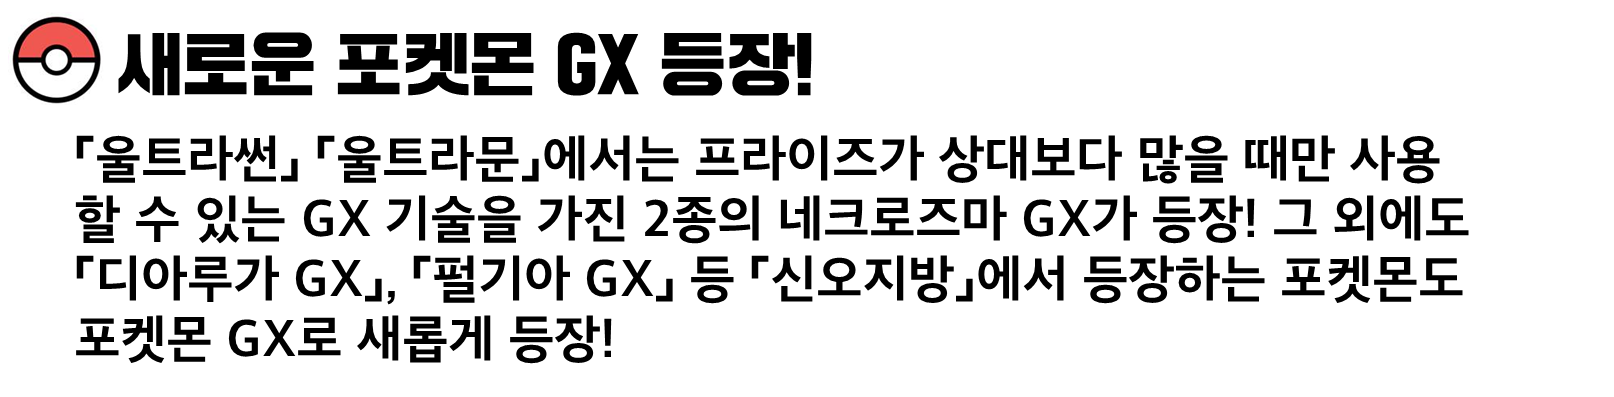 새로운 포켓몬 GX 등장!
「울트라썬」 「울트라문」에서는 프라이즈가 상대보다 많을 때만 사용
할 수 있는 GX 기술을 가진 2종의 네크로즈마 GX가 등장! 그 외에도
「디아루가 GX」, 「펄기아 GX」 등 「신오지방」에서 등장하는 포켓몬도
포켓몬 GX로 새롭게 등장!